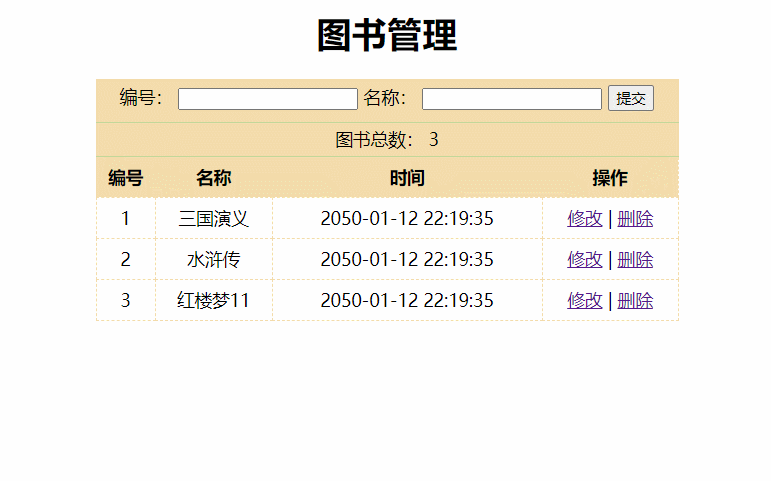 图书管理
编号： 名称： 提交
图书总数： 3
编号 名称 时间 操作
1 三国演义 2050-01-12 22:19:35 修改 | 删除
2 水浒传 2050-01-12 22:19:35 修改 | 删除
3 红楼梦11 2050-01-12 22:19:35 修改 | 删除